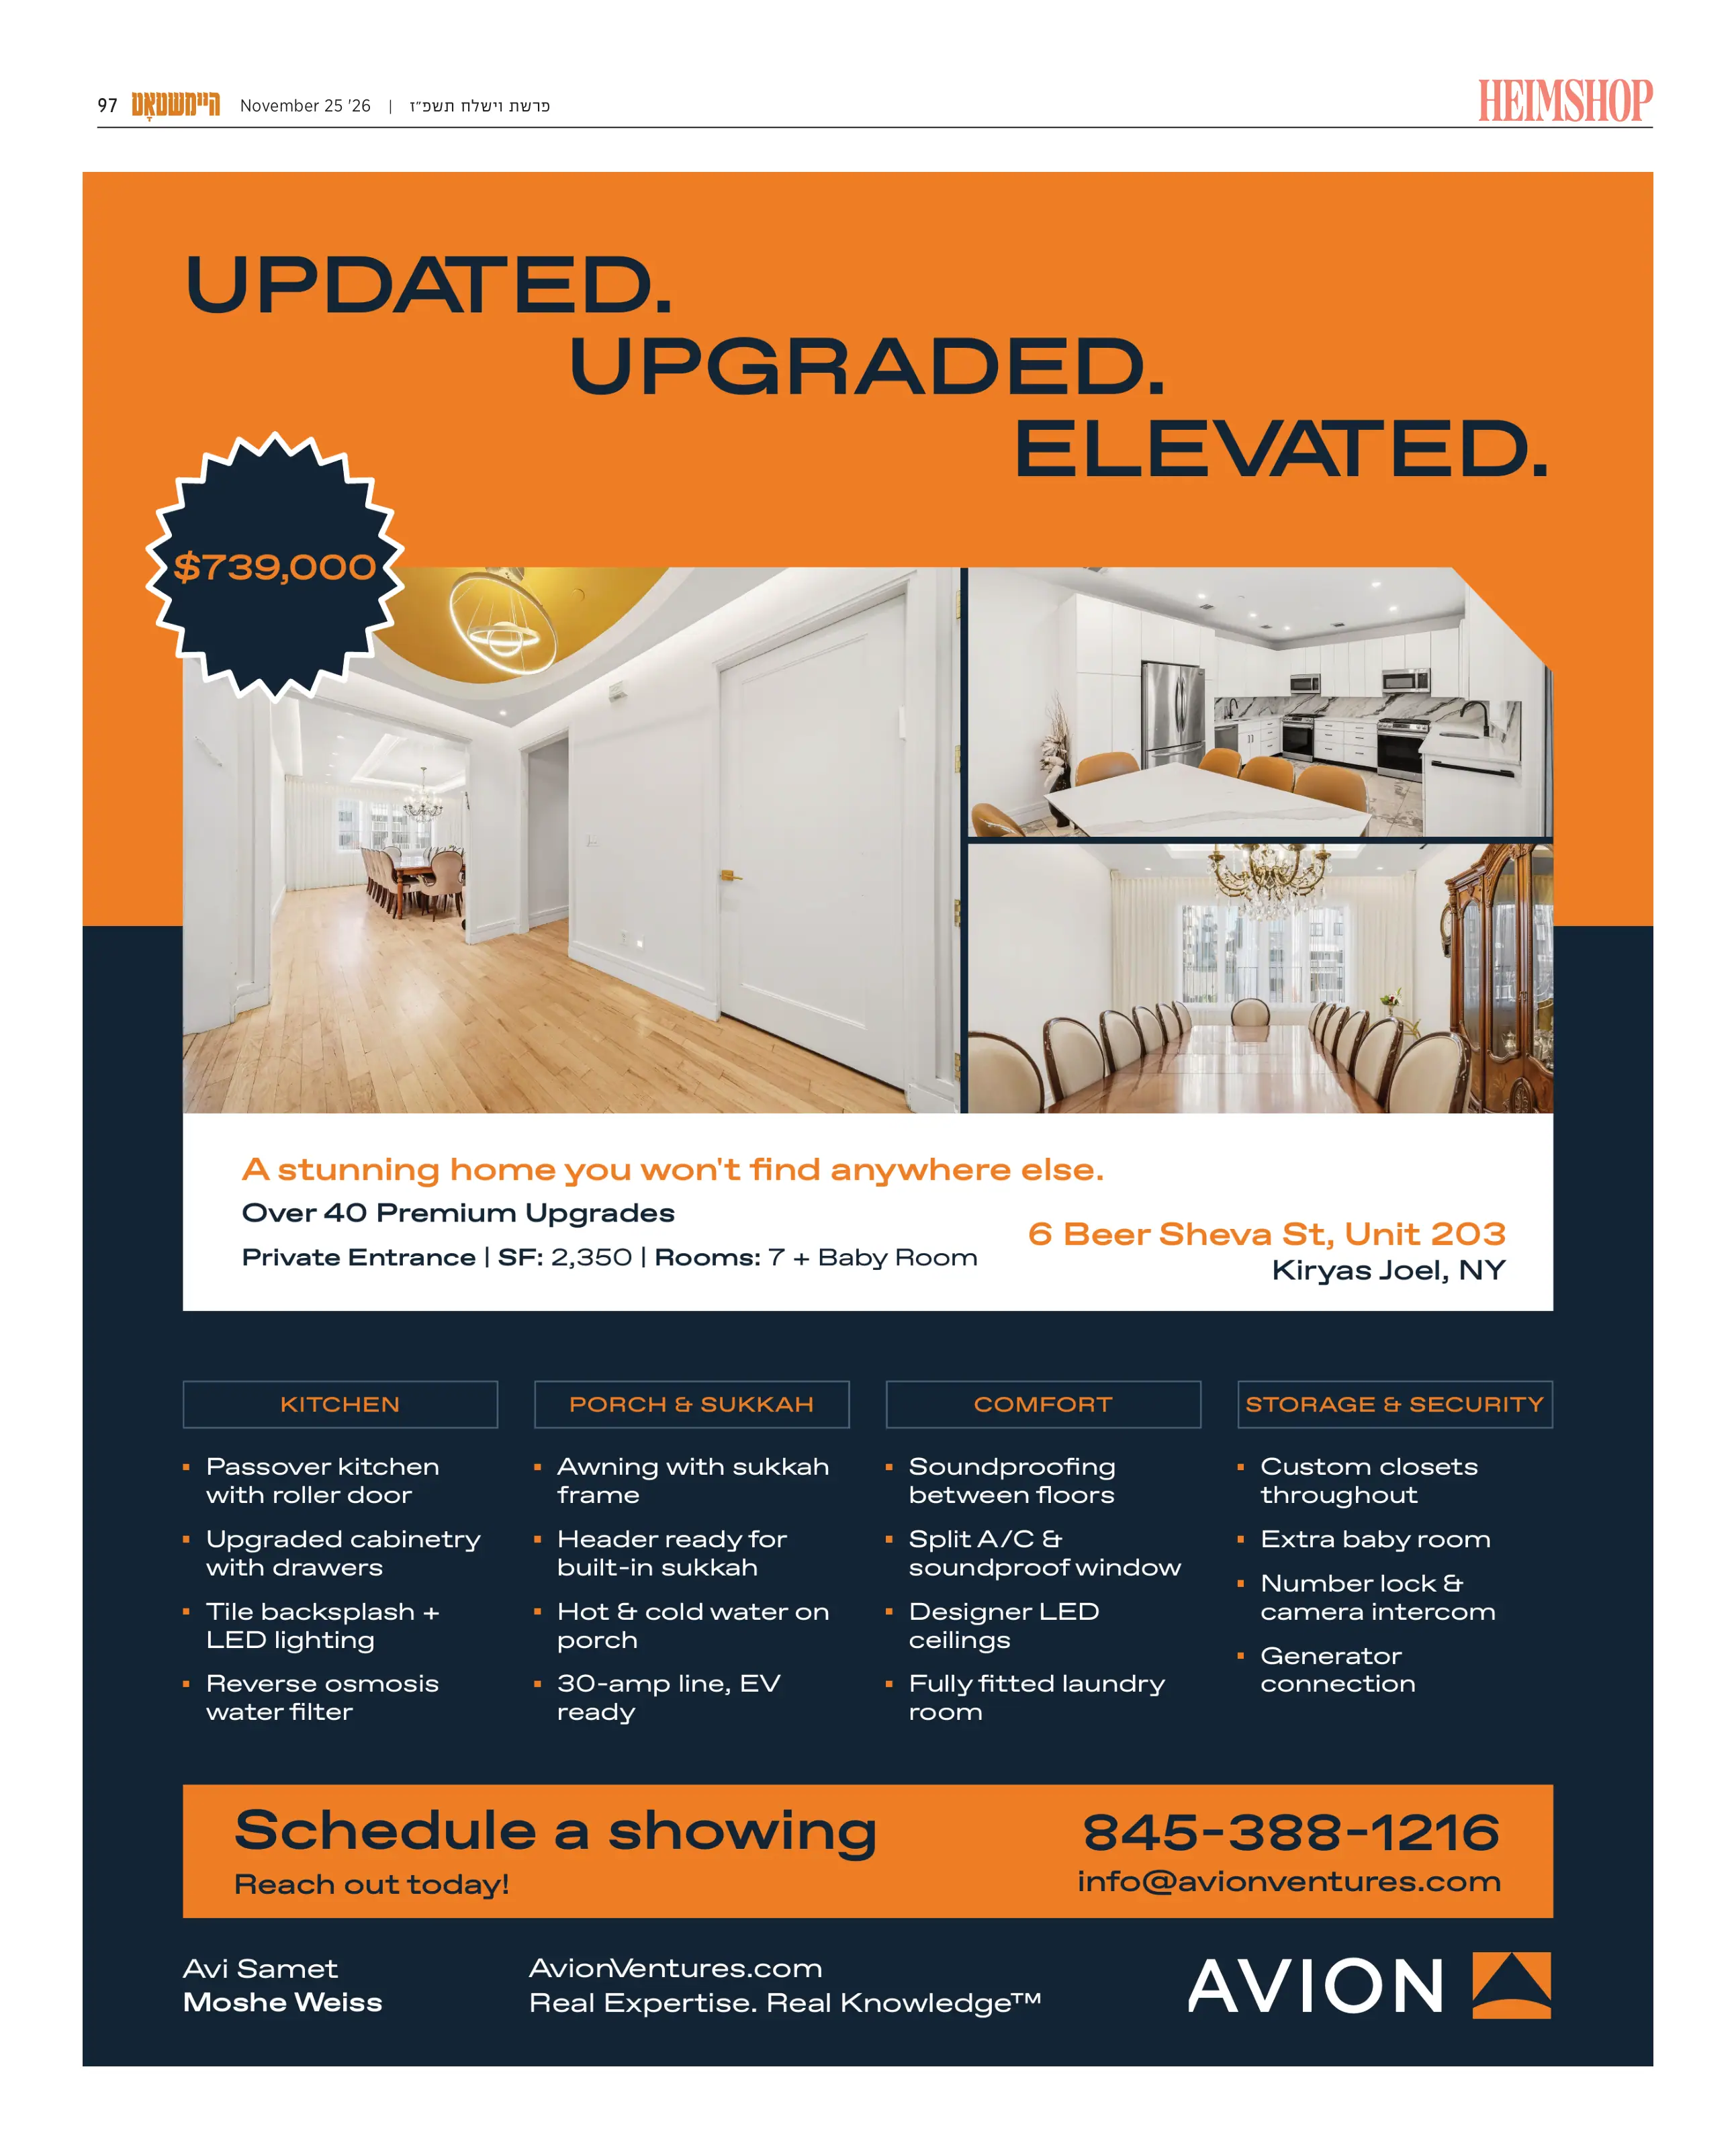 97 היימשטאָט November 25 '26 | פרשת וישלח תשפ״ז
HEIMSHOP
UPDATED.
UPGRADED.
ELEVATED.
$739,000
A stunning home you won't find anywhere else.
Over 40 Premium Upgrades
Private Entrance | SF: 2,350 | Rooms: 7 + Baby Room
6 Beer Sheva St, Unit 203
Kiryas Joel, NY
KITCHEN
▪ Passover kitchen
with roller door
▪ Upgraded cabinetry
with drawers
▪ Tile backsplash +
LED lighting
▪ Reverse osmosis
water filter
PORCH & SUKKAH
▪ Awning with sukkah
frame
▪ Header ready for
built-in sukkah
▪ Hot & cold water on
porch
▪ 30-amp line, EV
ready
COMFORT
▪ Soundproofing
between floors
▪ Split A/C &
soundproof window
▪ Designer LED
ceilings
▪ Fully fitted laundry
room
STORAGE & SECURITY
▪ Custom closets
throughout
▪ Extra baby room
▪ Number lock &
camera intercom
▪ Generator
connection
Schedule a showing
Reach out today!
845-388-1216
info@avionventures.com
Avi Samet
Moshe Weiss
AvionVentures.com
Real Expertise. Real Knowledge™
AVION